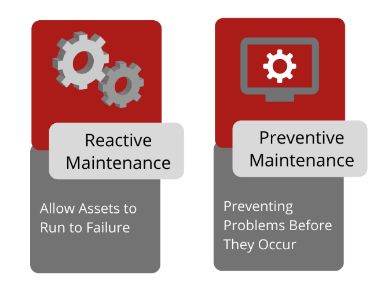 Reactive
Maintenance
Allow Assets to
Run to Failure
Preventive
Maintenance
Preventing
Problems Before
They Occur